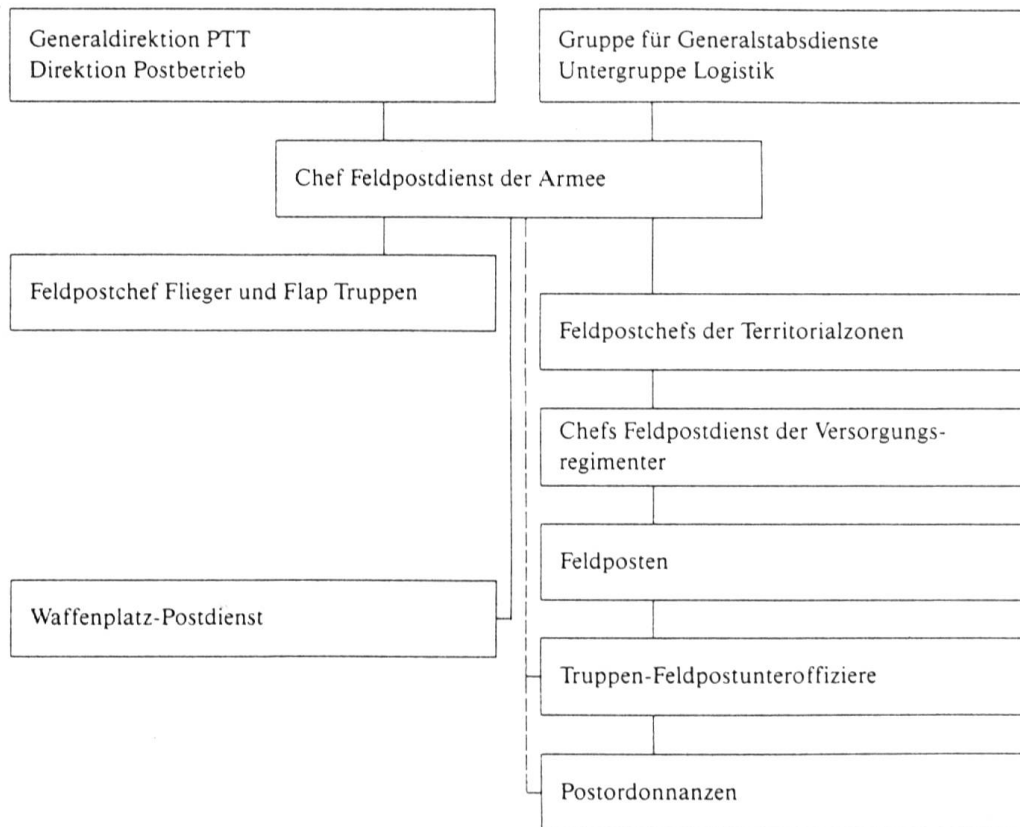 Generaldirektion PTT
Direktion Postbetrieb
Gruppe für Generalstabsdienste
Untergruppe Logistik
Chef Feldpostdienst der Armee
Feldpostchef Flieger und Flap Truppen
Feldpostchefs der Territorialzonen
Chefs Feldpostdienst der Versorgungs-
regimenter
Feldposten
Waffenplatz-Postdienst
Truppen-Feldpostunteroffiziere
Postordonnanzen